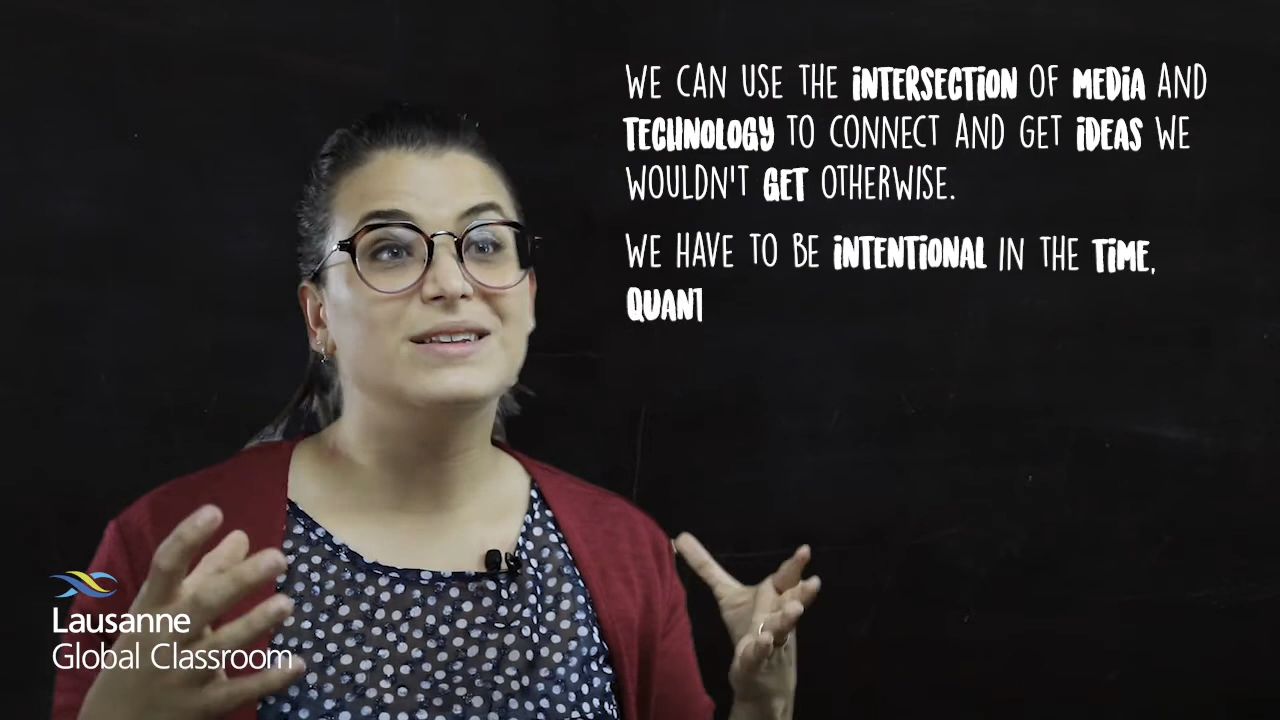 WE CAN USE THE INTERSECTION OF MEDIA AND
TECHNOLOGY TO CONNECT AND GET IDEAS WE
WOULDN'T GET OTHERWISE.
WE HAVE TO BE INTENTIONAL IN THE TIME,
QUANT
Lausanne
Global Classroom